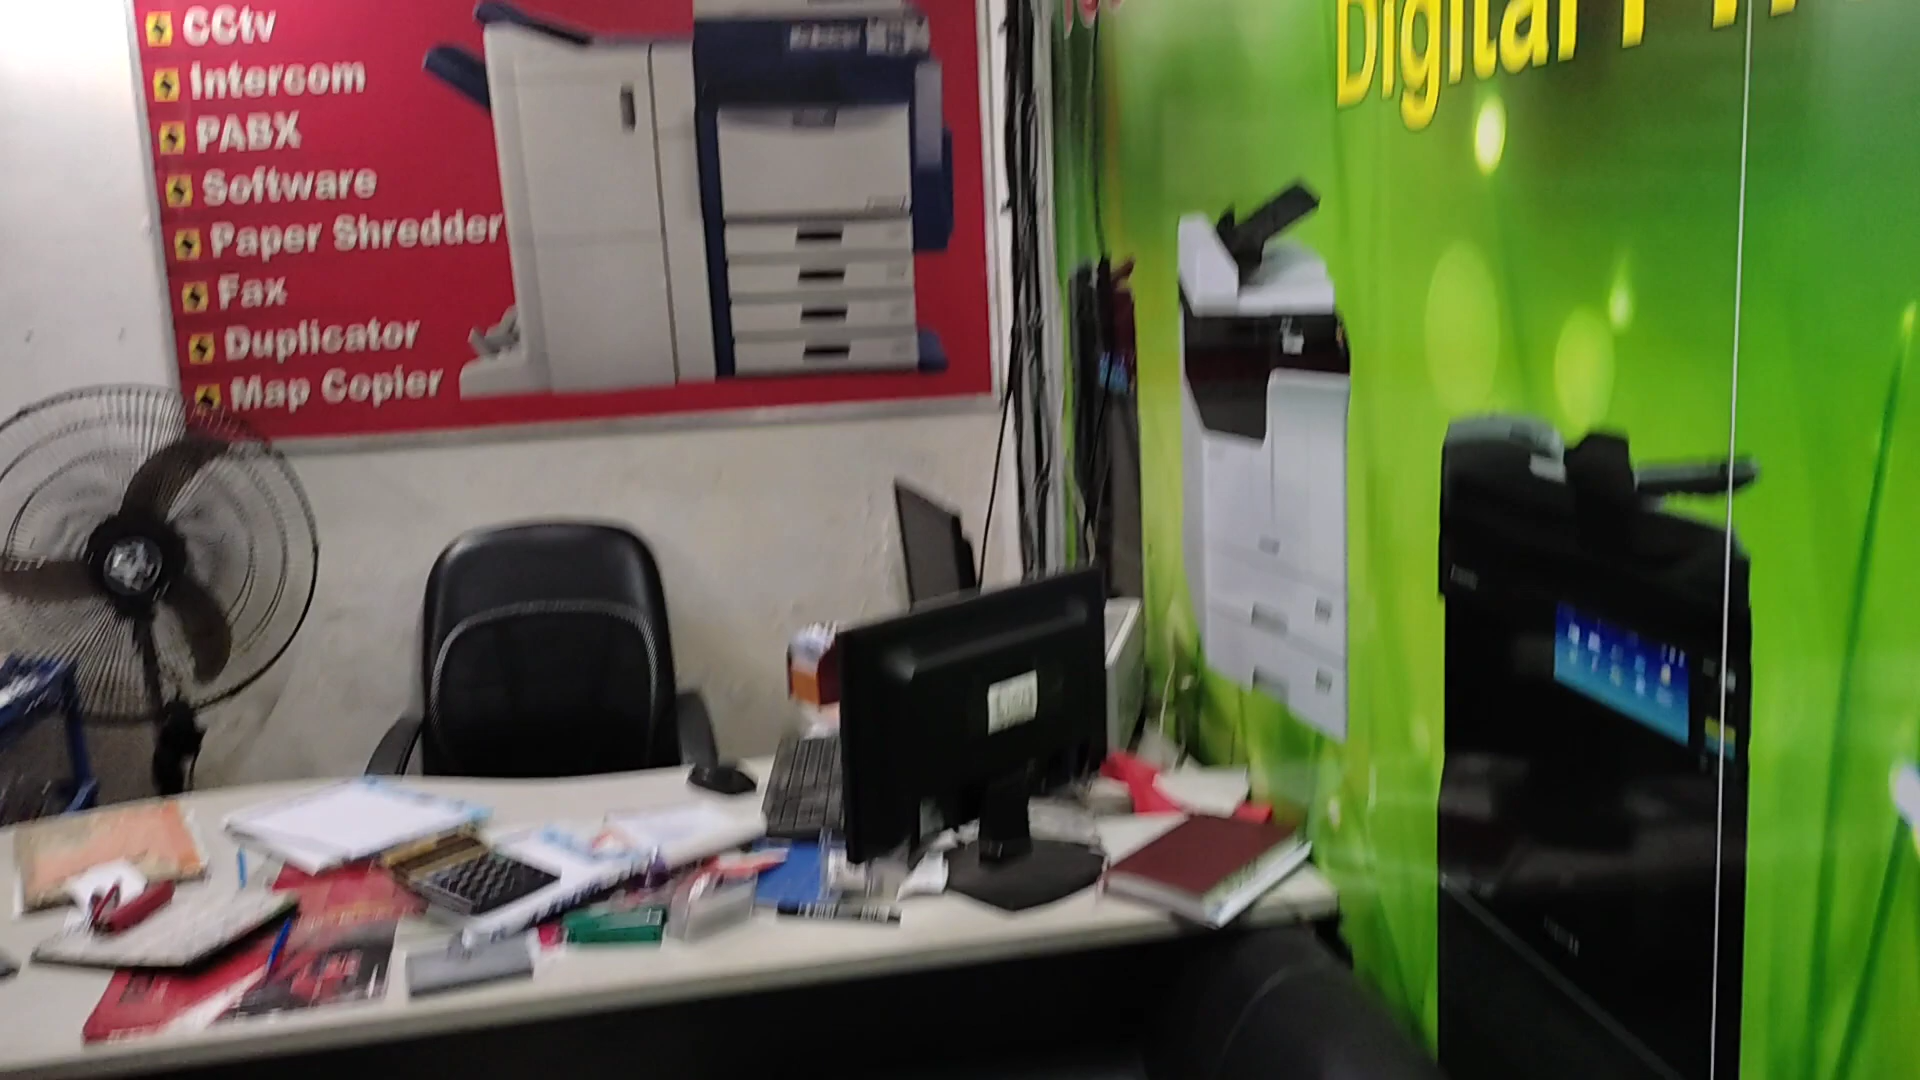 CCtv
Intercom
PABX
Software
Paper Shredder
Fax
Duplicator
Map Copier
Digital